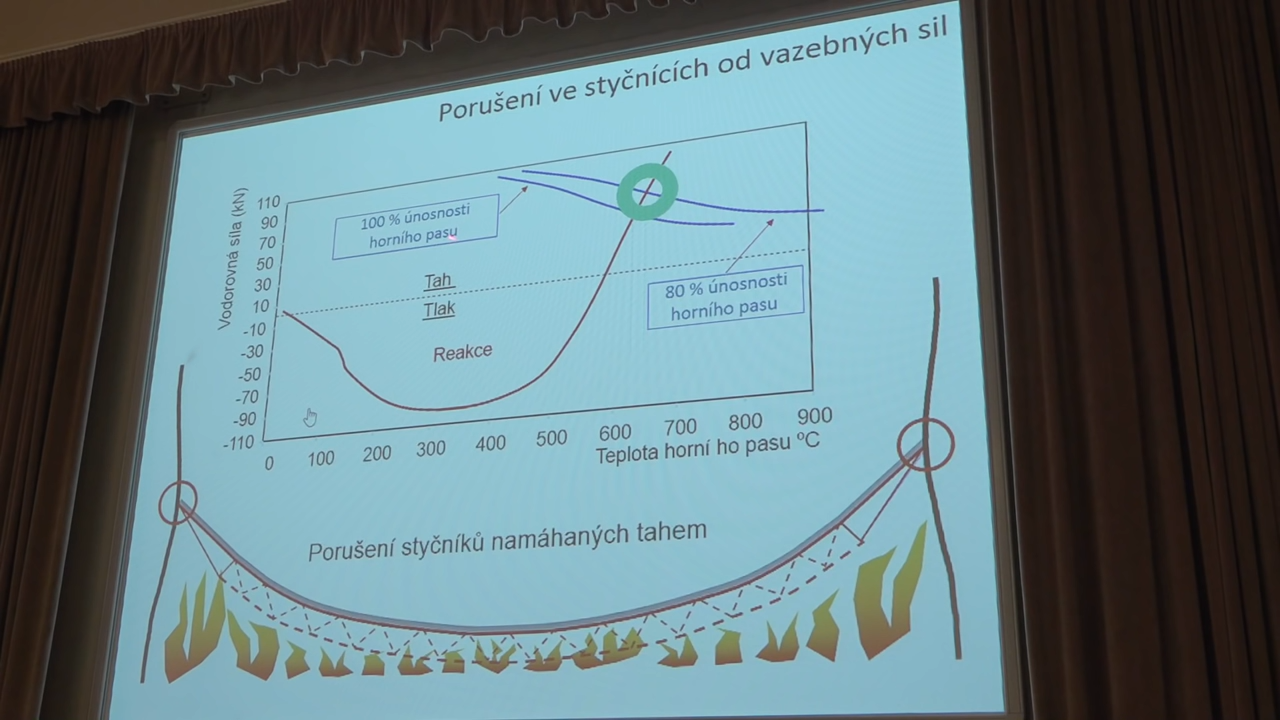 Porušení ve styčnících od vazebných sil
Vodorovná síla (kN)
110
90
70
50
30
10
-10
-30
-50
-70
-90
-110
100 % únosnosti
horního pasu
Tah
Tlak
Reakce
80 % únosnosti
horního pasu
0
100
200
300
400
500
600
700
800
900
Teplota horní ho pasu ºC
Porušení styčníků namáhaných tahem